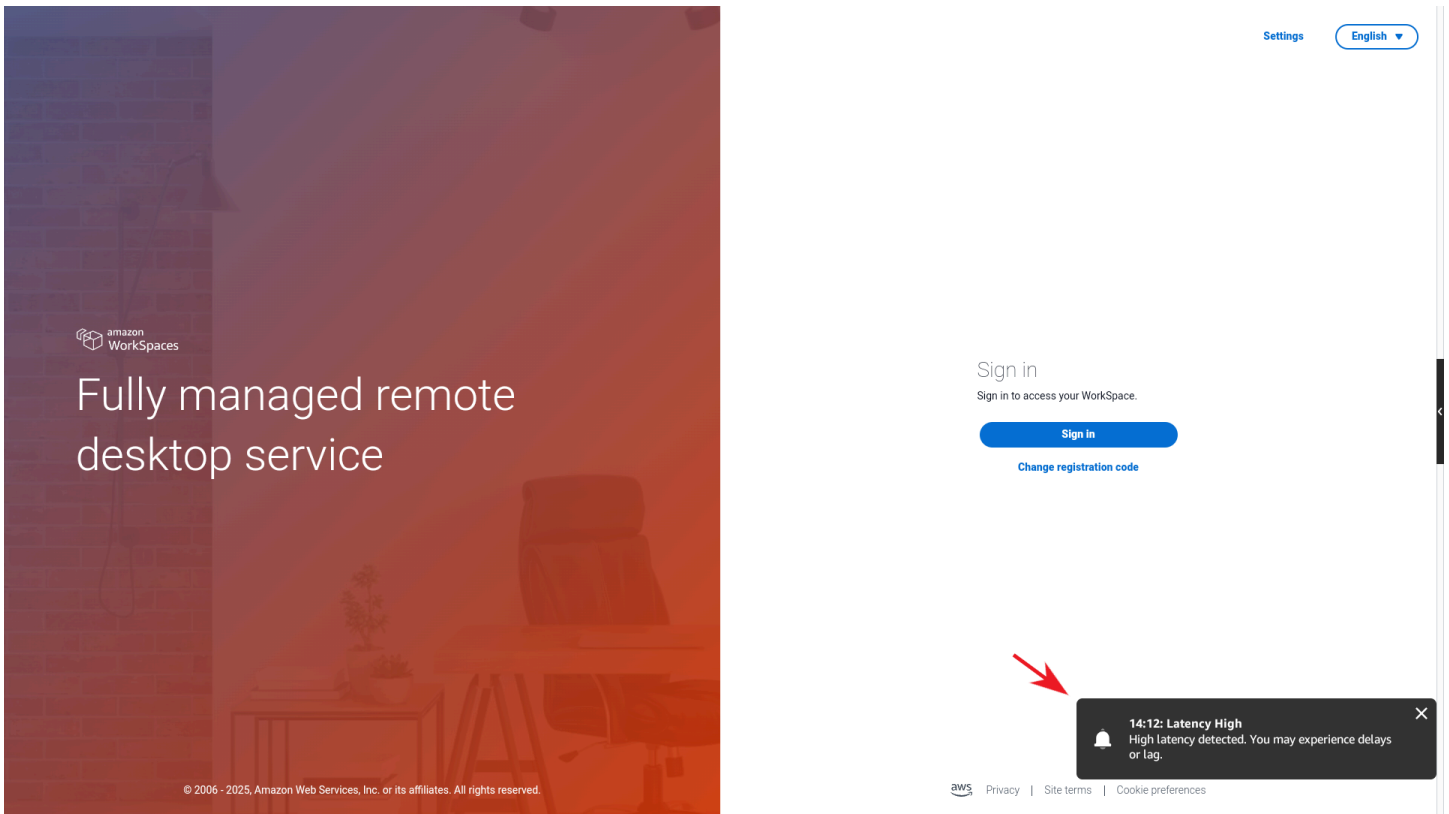 Settings
English
amazon
WorkSpaces
Fully managed remote
desktop service
Sign in
Sign in to access your WorkSpace.
Sign in
Change registration code
14:12: Latency High
High latency detected. You may experience delays
or lag.
© 2006 - 2025, Amazon Web Services, Inc. or its affiliates. All rights reserved.
aws Privacy | Site terms | Cookie preferences